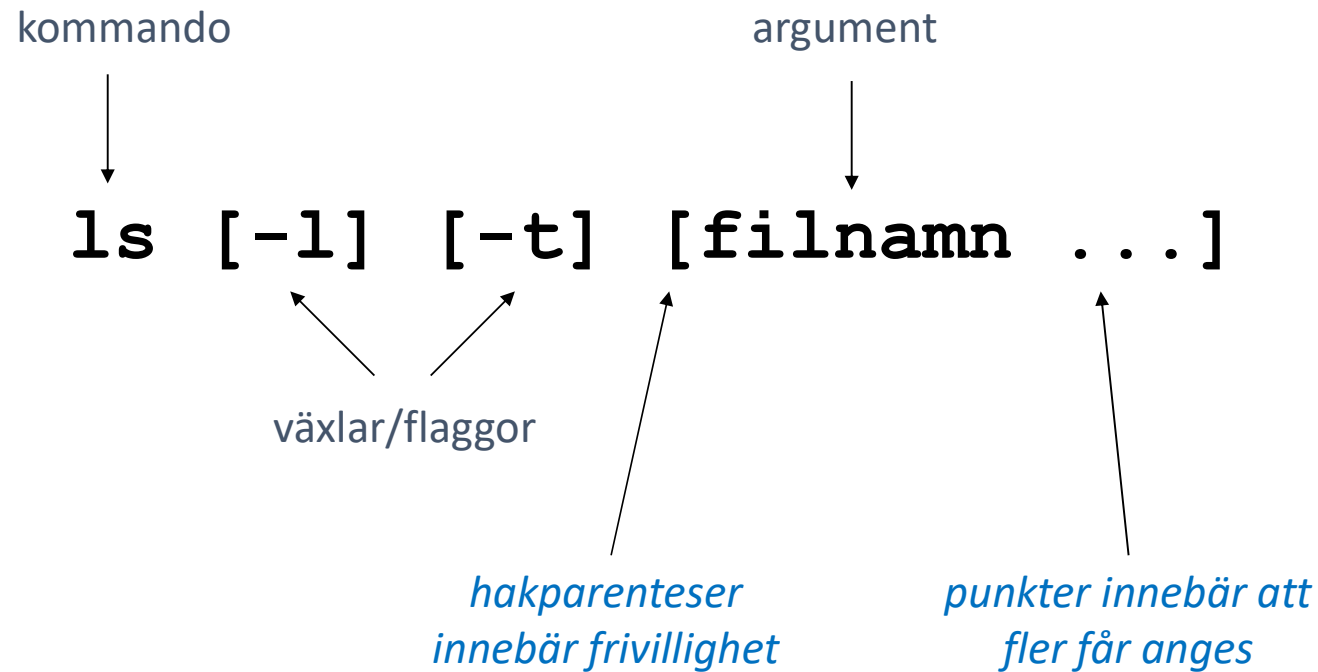 kommando
argument
ls [-l] [-t] [filnamn ...]
växlar/flaggor
hakparenteser
innebär frivillighet
punkter innebär att
fler får anges